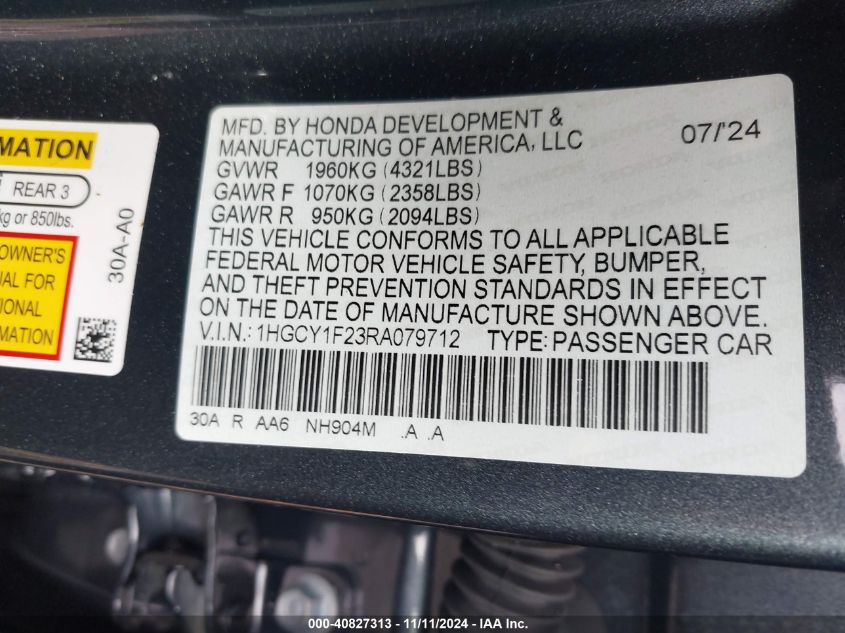 MATION
REAR 3
kg or 850lbs.
OWNER'S
UAL FOR
IONAL
MATION
30A-A0
MFD. BY HONDA DEVELOPMENT &
MANUFACTURING OF AMERICA, LLC 07/'24
GVWR 1960KG (4321LBS)
GAWR F 1070KG (2358LBS)
GAWR R 950KG (2094LBS)
THIS VEHICLE CONFORMS TO ALL APPLICABLE
FEDERAL MOTOR VEHICLE SAFETY, BUMPER,
AND THEFT PREVENTION STANDARDS IN EFFECT
ON THE DATE OF MANUFACTURE SHOWN ABOVE.
V.I.N.:1HGCY1F23RA079712 TYPE:PASSENGER CAR
30A R AA6 NH904M .A .A
000-40827313 - 11/11/2024 - IAA Inc.